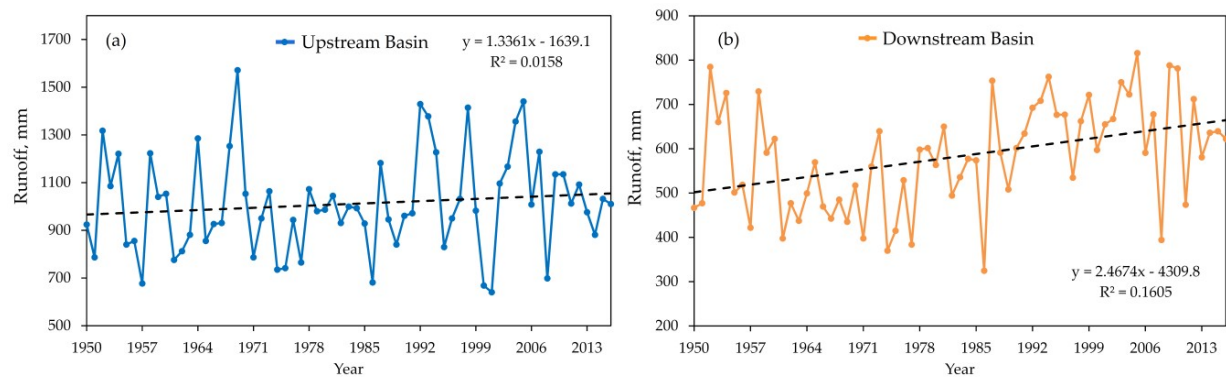 (a)
Upstream Basin
y = 1.3361x - 1639.1
R² = 0.0158
Runoff, mm
1700
1500
1300
1100
900
700
500
1950 1957 1964 1971 1978 1985 1992 1999 2006 2013
Year
(b)
Downstream Basin
y = 2.4674x - 4309.8
R² = 0.1605
Runoff, mm
900
800
700
600
500
400
300
200
1950 1957 1964 1971 1978 1985 1992 1999 2006 2013
Year